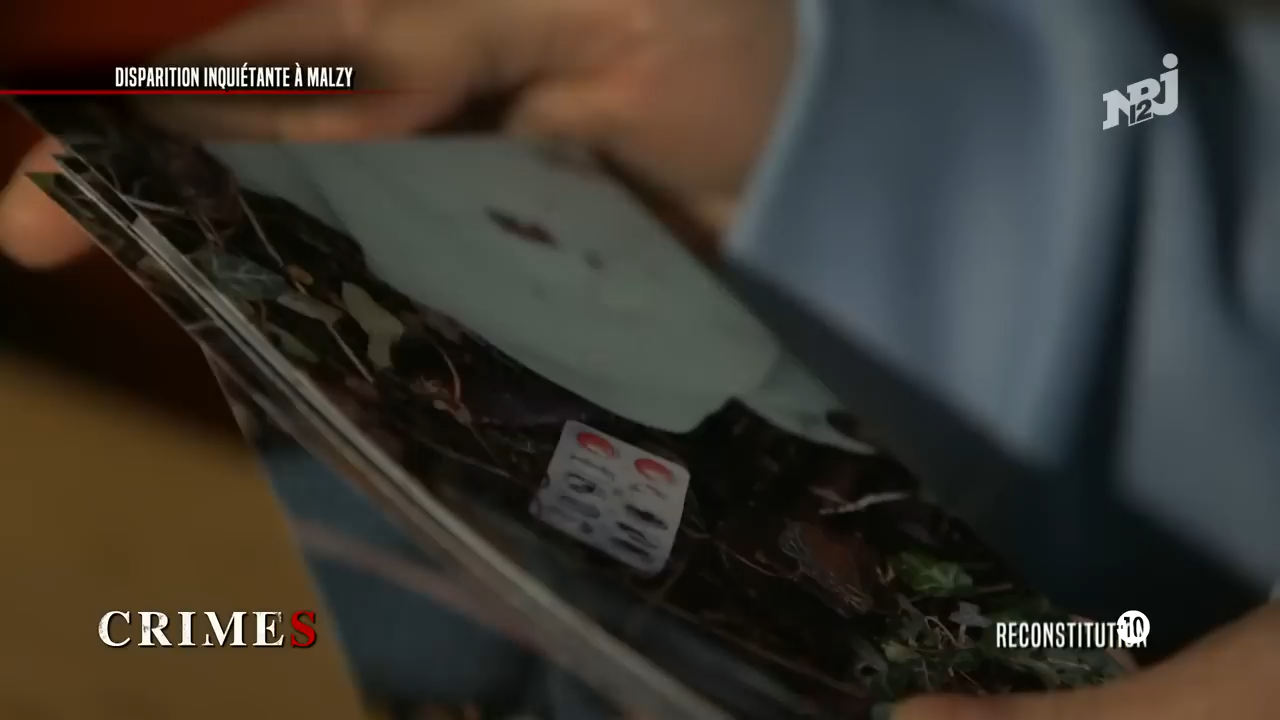 DISPARITION INQUIÉTANTE À MALZY
NRJ
12
CRIMES
RECONSTITUTION
10